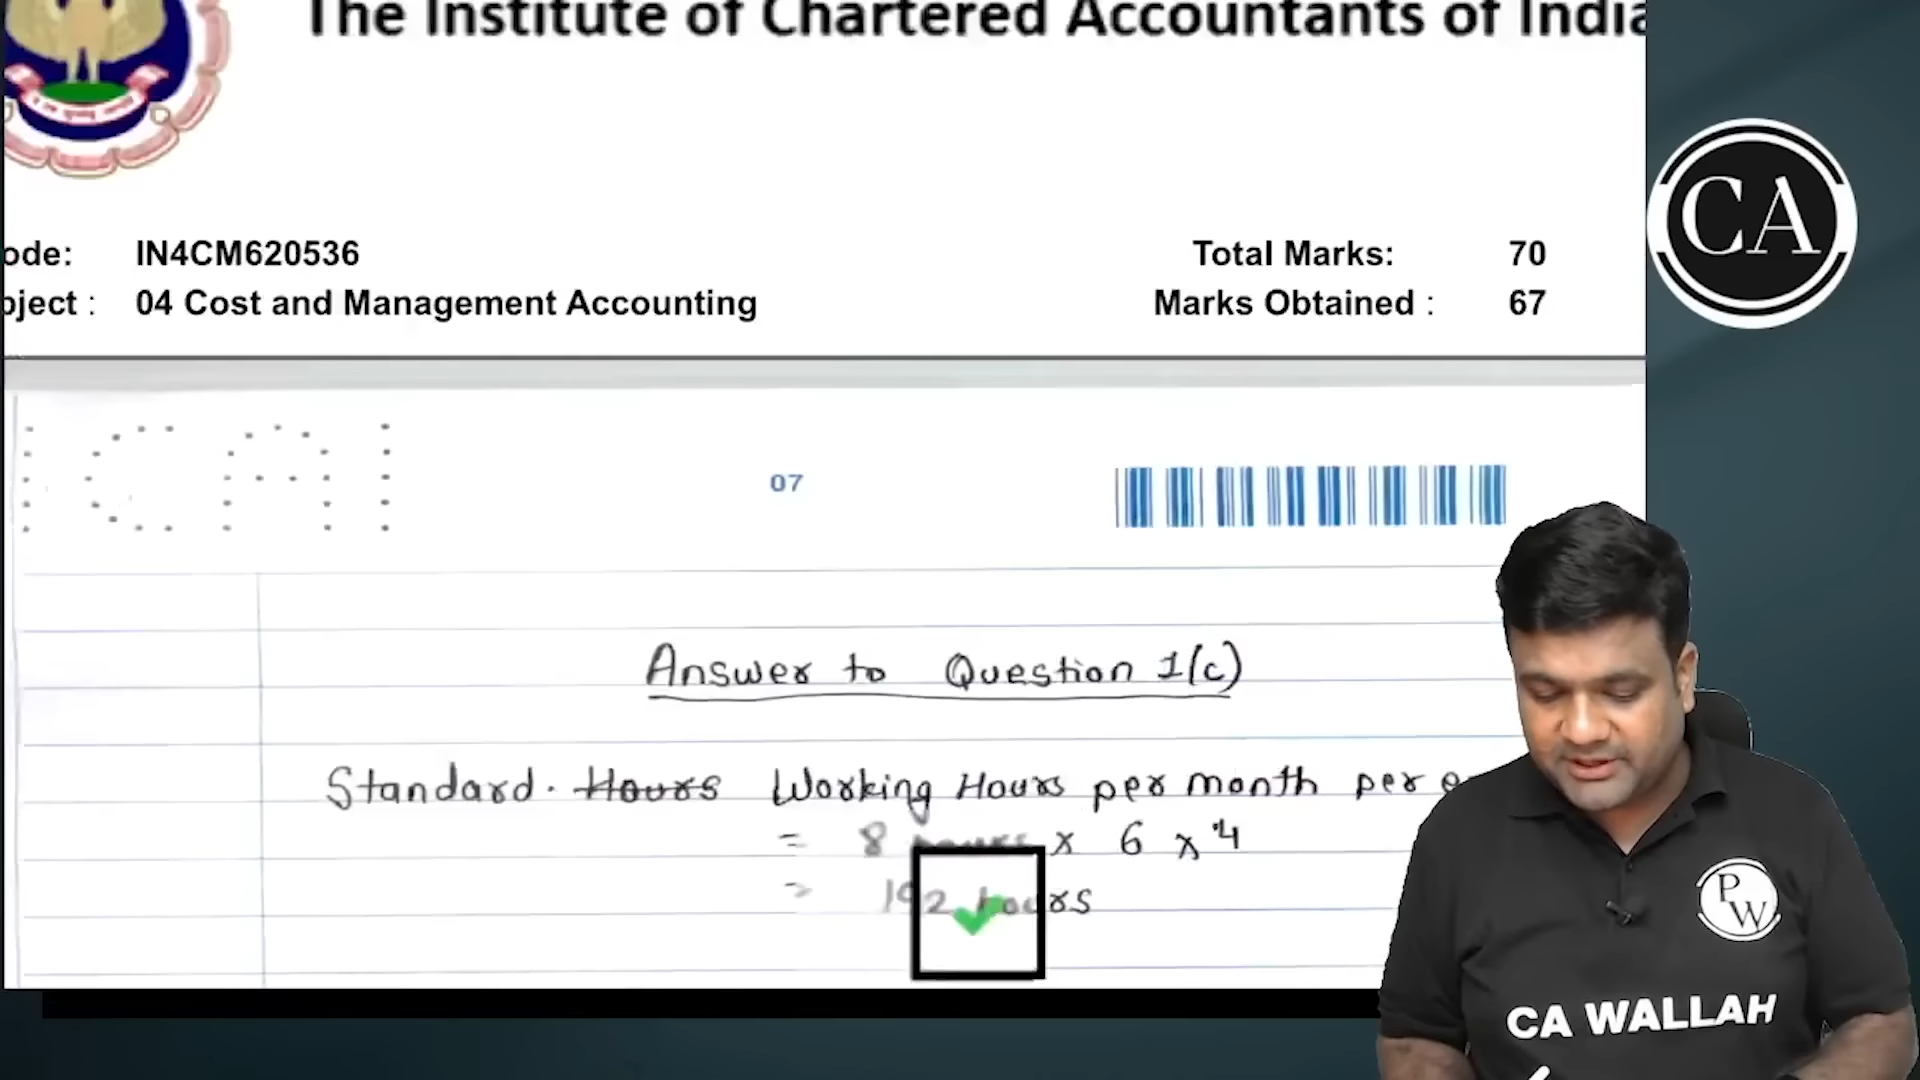 The Institute of Chartered Accountants of India
CA
ode: IN4CM620536 Total Marks: 70
bject : 04 Cost and Management Accounting Marks Obtained : 67
ICAI
07
Answer to Question 1(c)
Standard. Hours Working Hours per month per e
= 8 hours x 6 x 4
= 192 hours
PW
CA WALLAH